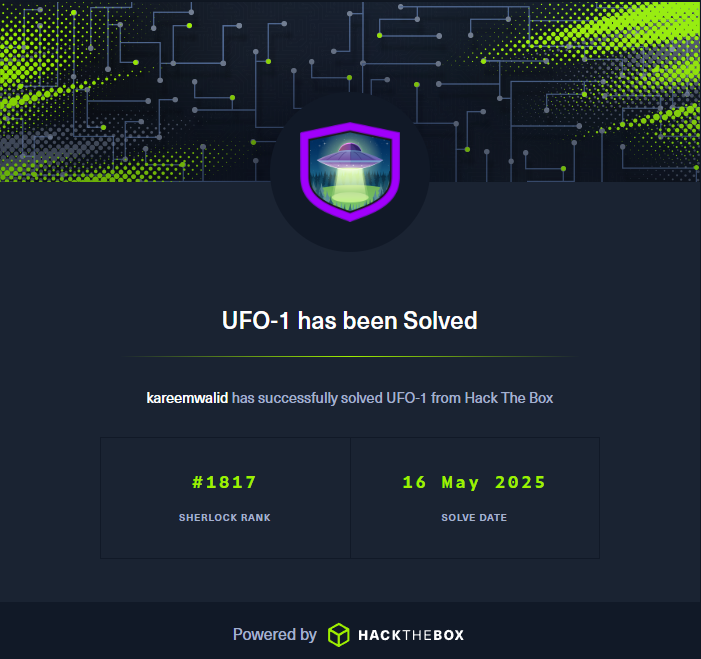 UFO-1 has been Solved
kareemwalid has successfully solved UFO-1 from Hack The Box
#1817
SHERLOCK RANK
16 May 2025
SOLVE DATE
Powered by HACKTHEBOX